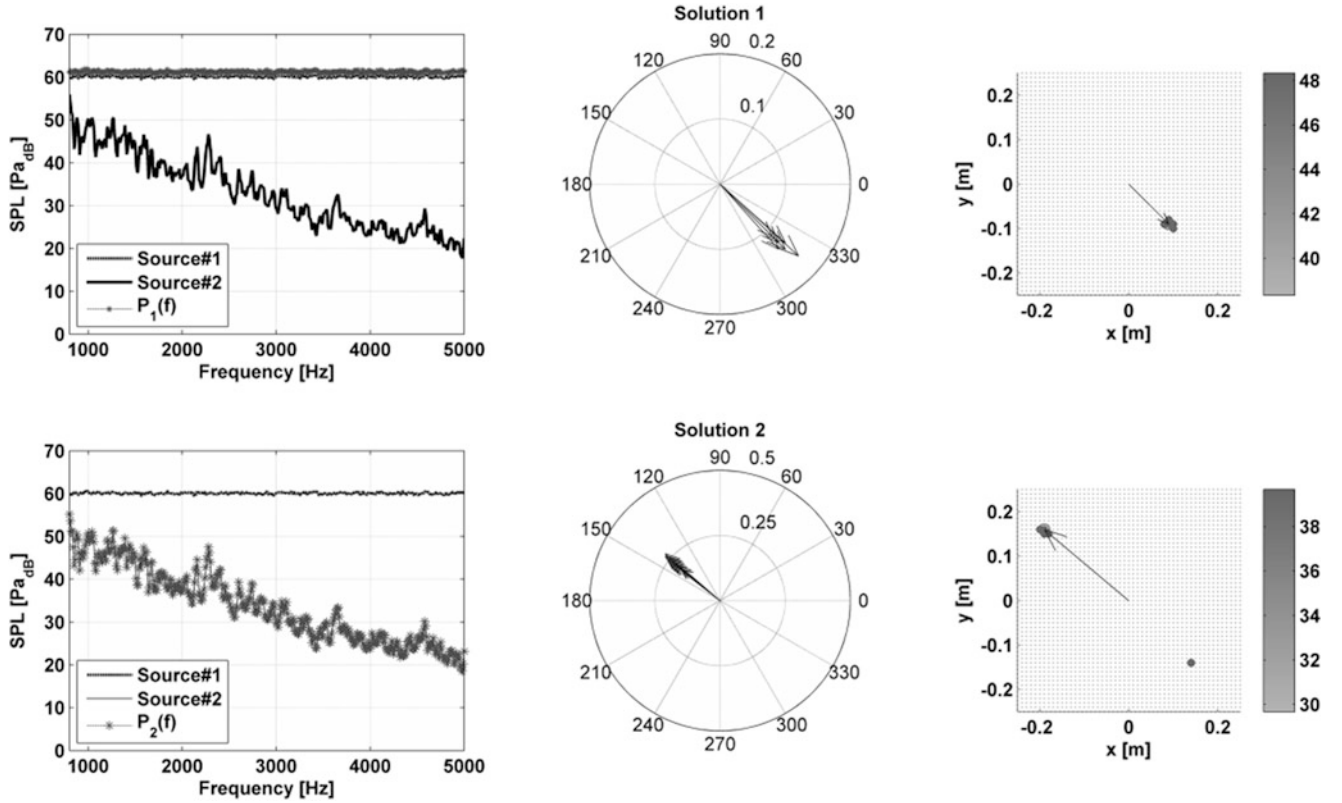 Solution 1
70
60
50
40
30
20
10
0
SPL [Pa_dB]
1000 2000 3000 4000 5000
Frequency [Hz]
Source#1
Source#2
P_1(f)
90 0.2
120 60
0.1
150 30
180 0
210 330
240 300
270
0.2
0.1
0
-0.1
-0.2
y [m]
-0.2 0 0.2
x [m]
48
46
44
42
40
Solution 2
70
60
50
40
30
20
10
0
SPL [Pa_dB]
1000 2000 3000 4000 5000
Frequency [Hz]
Source#1
Source#2
P_2(f)
90 0.5
120 60
0.25
150 30
180 0
210 330
240 300
270
0.2
0.1
0
-0.1
-0.2
y [m]
-0.2 0 0.2
x [m]
38
36
34
32
30